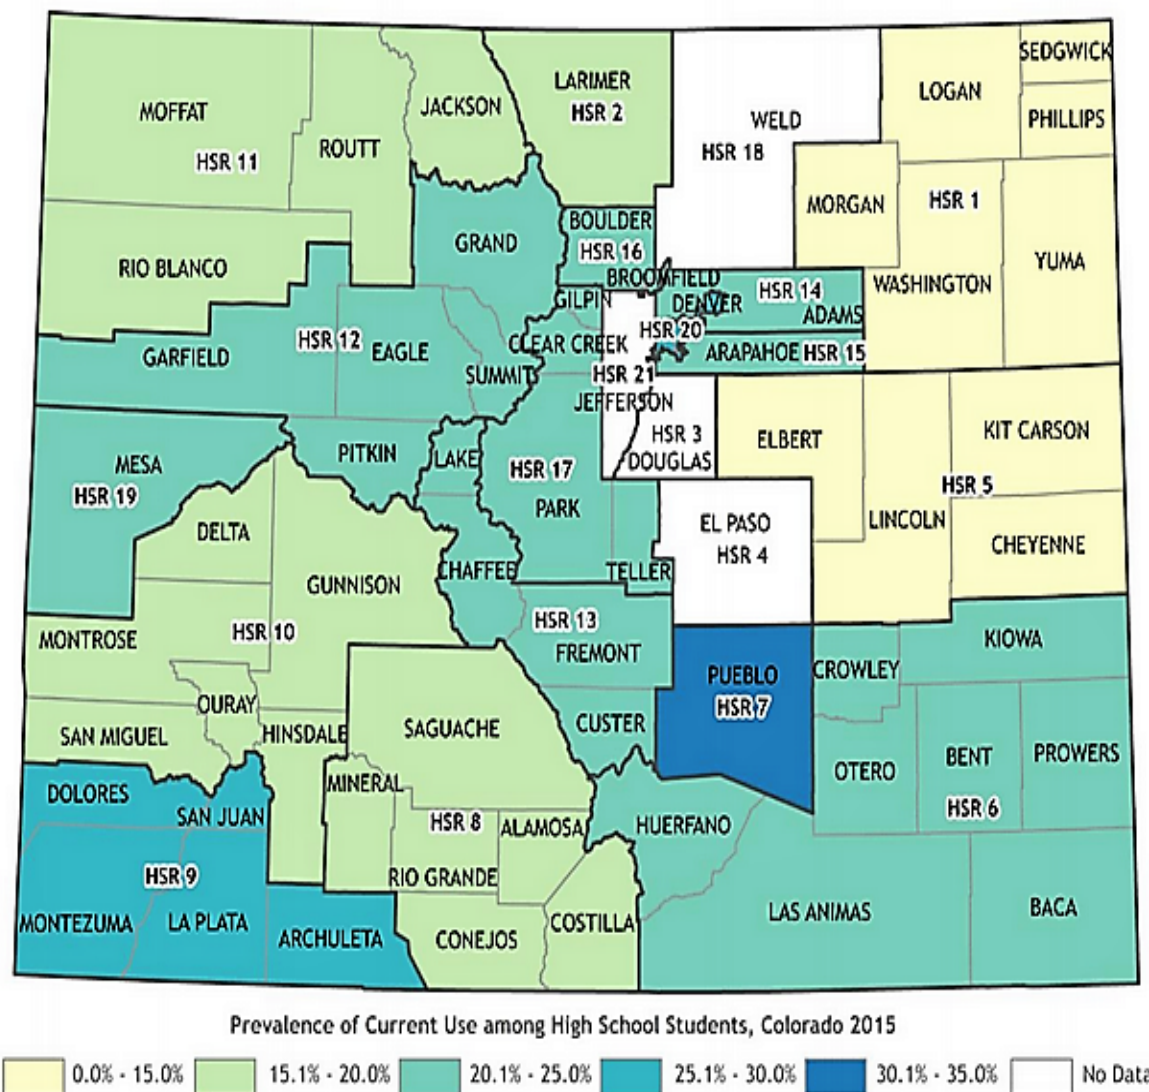 SEDGWICK
LARIMER
HSR 2
LOGAN
MOFFAT
JACKSON
PHILLIPS
WELD
HSR 18
ROUTT
HSR 11
MORGAN
HSR 1
BOULDER
GRAND
HSR 16
RIO BLANCO
YUMA
BROOMFIELD
WASHINGTON
HSR 14
GILPIN
DENVER
ADAMS
HSR 20
HSR 12
CLEAR CREEK
GARFIELD
EAGLE
ARAPAHOE
HSR 15
SUMMIT
HSR 21
JEFFERSON
HSR 3
KIT CARSON
ELBERT
PITKIN
LAKE
DOUGLAS
MESA
HSR 17
HSR 19
HSR 5
PARK
LINCOLN
EL PASO
HSR 4
DELTA
CHEYENNE
CHAFFEE
TELLER
GUNNISON
HSR 13
MONTROSE
HSR 10
KIOWA
FREMONT
CROWLEY
PUEBLO
HSR 7
OURAY
CUSTER
SAGUACHE
HINSDALE
SAN MIGUEL
BENT
PROWERS
OTERO
MINERAL
DOLORES
HSR 6
SAN JUAN
HSR 8
ALAMOSA
HUERFANO
HSR 9
RIO GRANDE
BACA
LAS ANIMAS
COSTILLA
MONTEZUMA
LA PLATA
ARCHULETA
CONEJOS
Prevalence of Current Use among High School Students, Colorado 2015
0.0% - 15.0% 15.1% - 20.0% 20.1% - 25.0% 25.1% - 30.0% 30.1% - 35.0% No Data